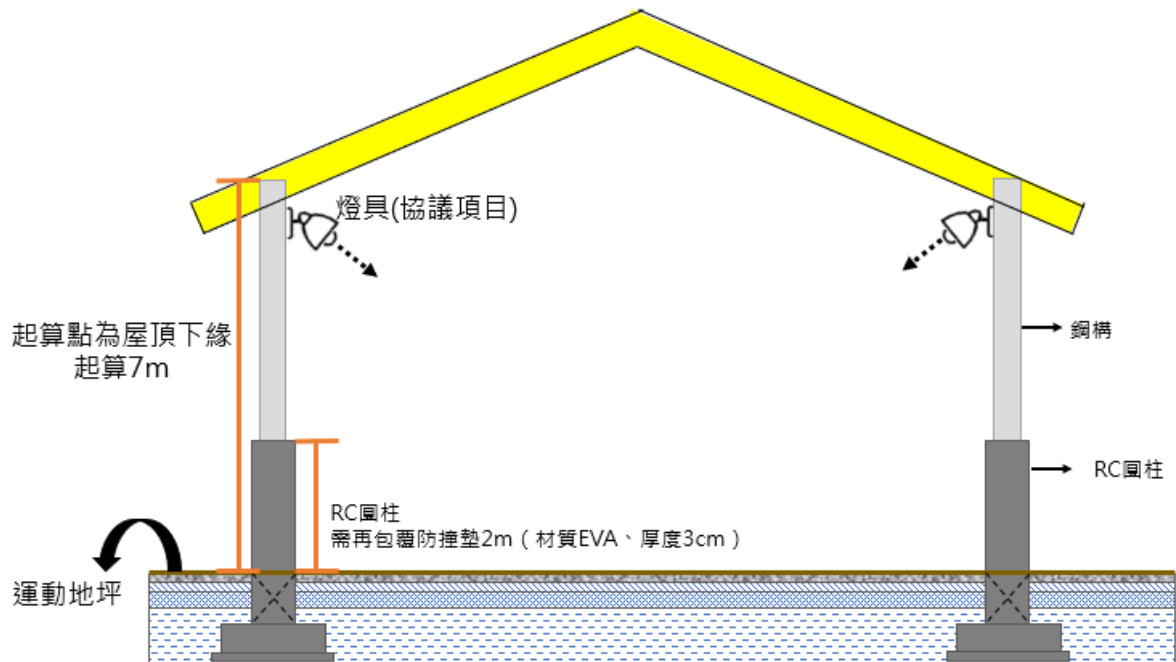 燈具(協議項目)
起算點為屋頂下緣
起算7m
鋼構
RC圓柱
RC圓柱
需再包覆防撞墊2m（材質EVA、厚度3cm）
運動地坪